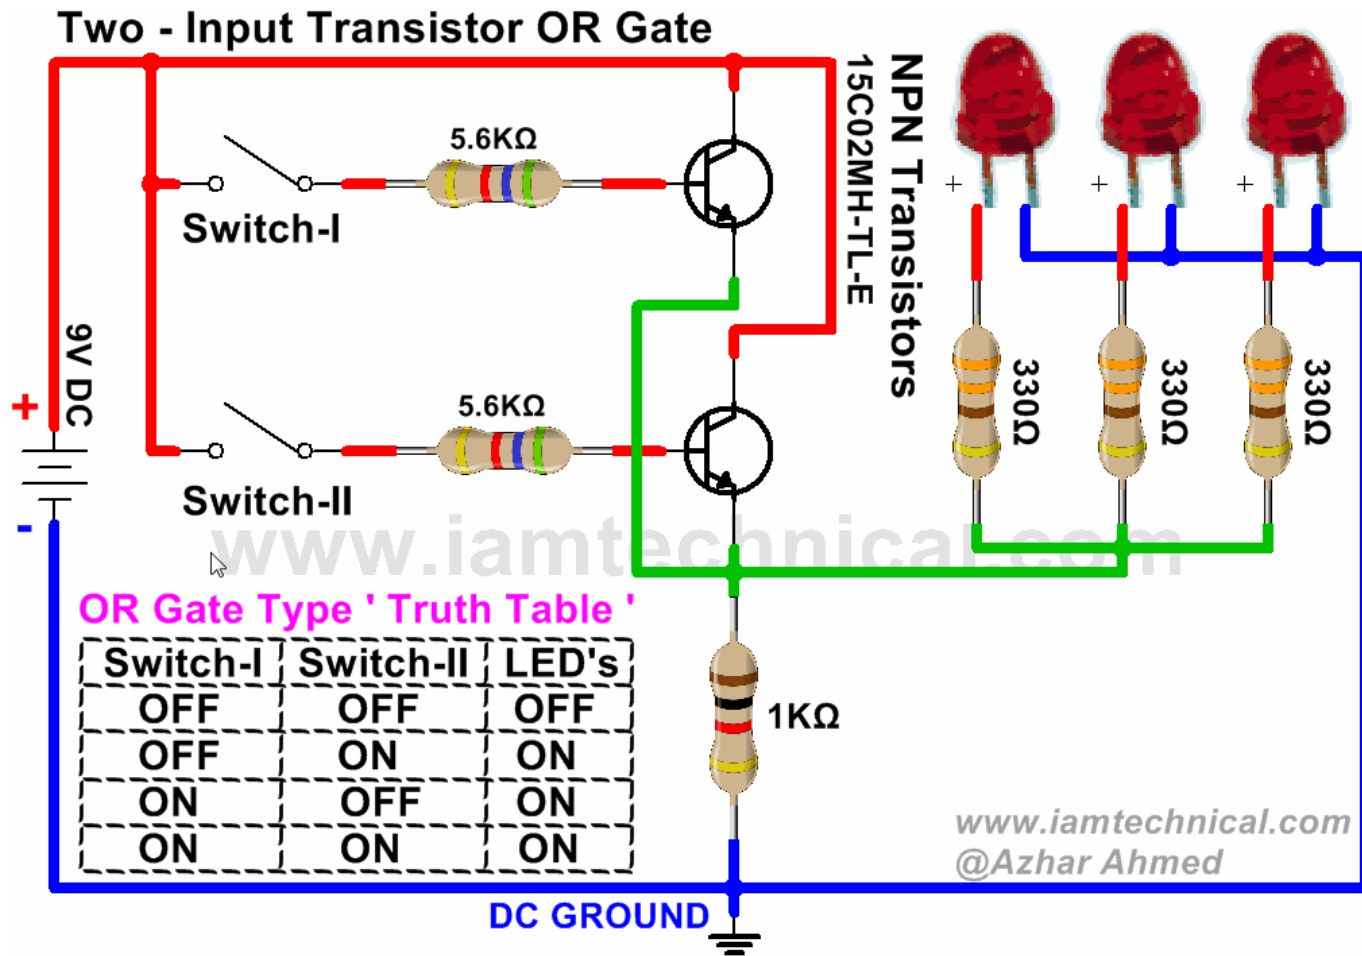 Two - Input Transistor OR Gate
5.6KΩ
Switch-I
5.6KΩ
Switch-II
9V DC
+
-
NPN Transistors
15C02MH-TL-E
+
+
+
330Ω
330Ω
330Ω
www.iamtechnical.com
OR Gate Type ' Truth Table '
Switch-I Switch-II LED's
OFF OFF OFF
OFF ON ON
ON OFF ON
ON ON ON
1KΩ
www.iamtechnical.com
@Azhar Ahmed
DC GROUND